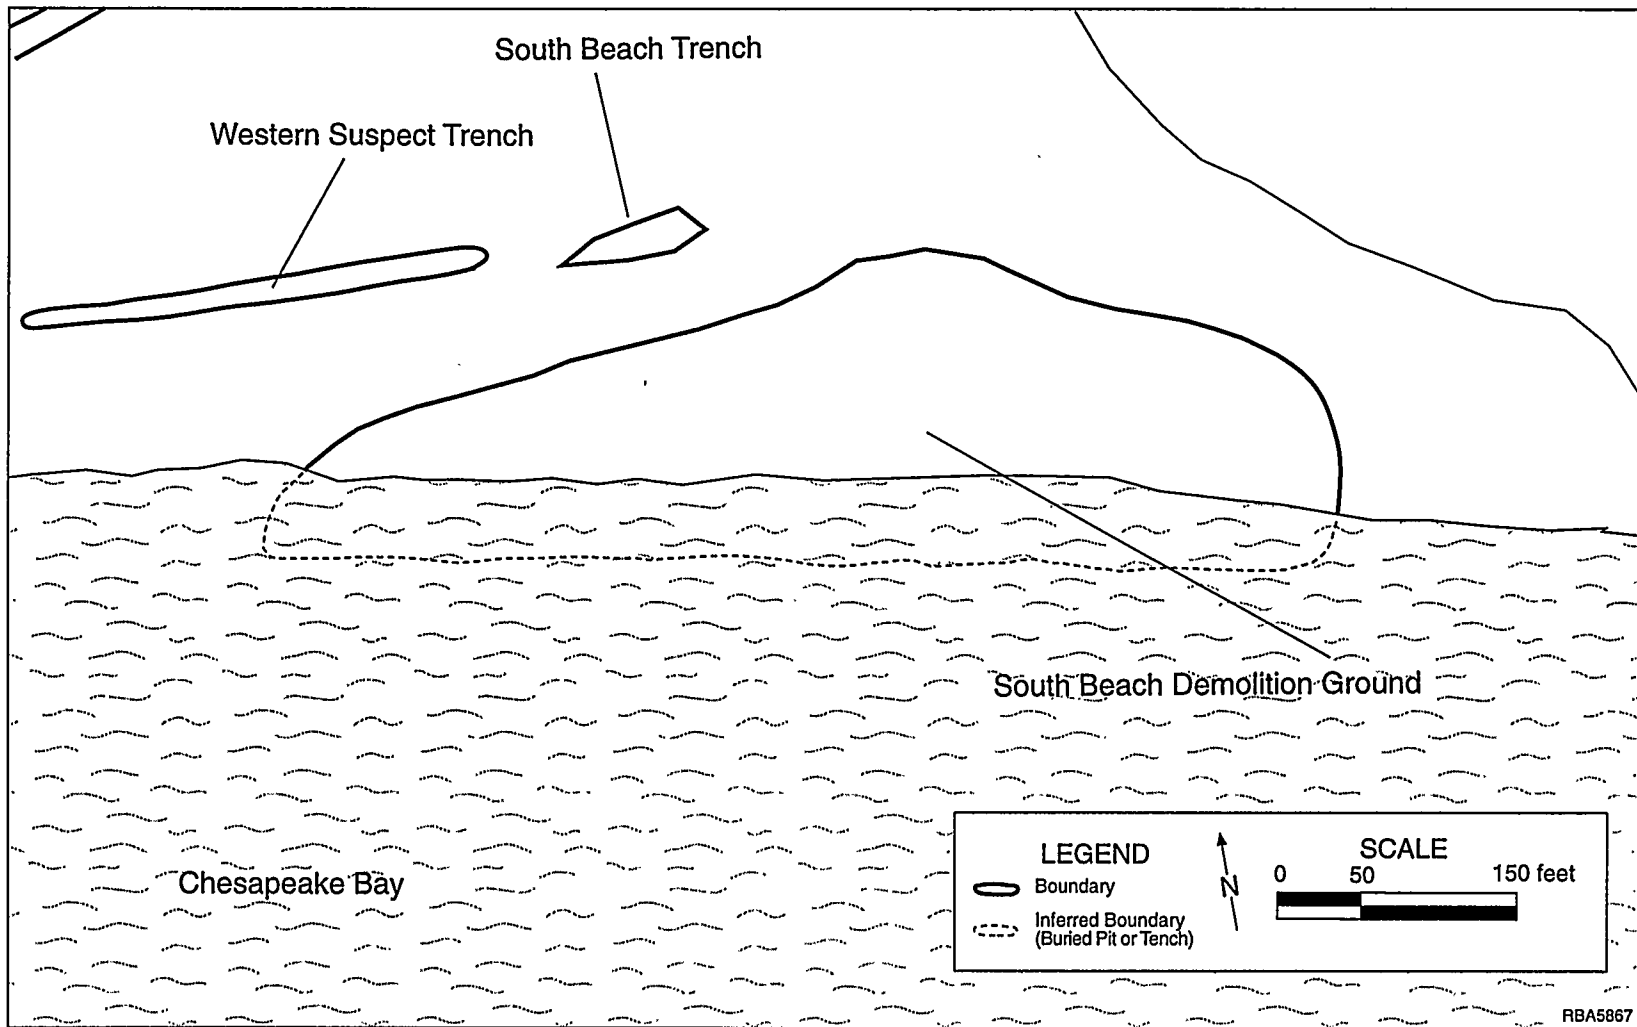 South Beach Trench
Western Suspect Trench
South Beach Demolition Ground
Chesapeake Bay
LEGEND
Boundary
Inferred Boundary
(Buried Pit or Tench)
N
SCALE
0 50 150 feet
RBA5867